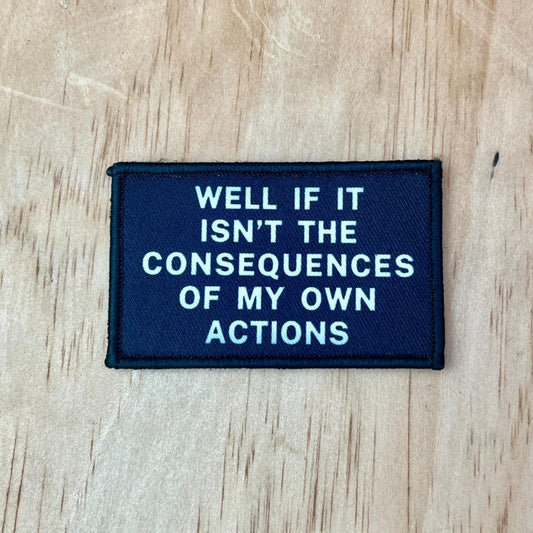 WELL IF IT
ISN'T THE
CONSEQUENCES
OF MY OWN
ACTIONS